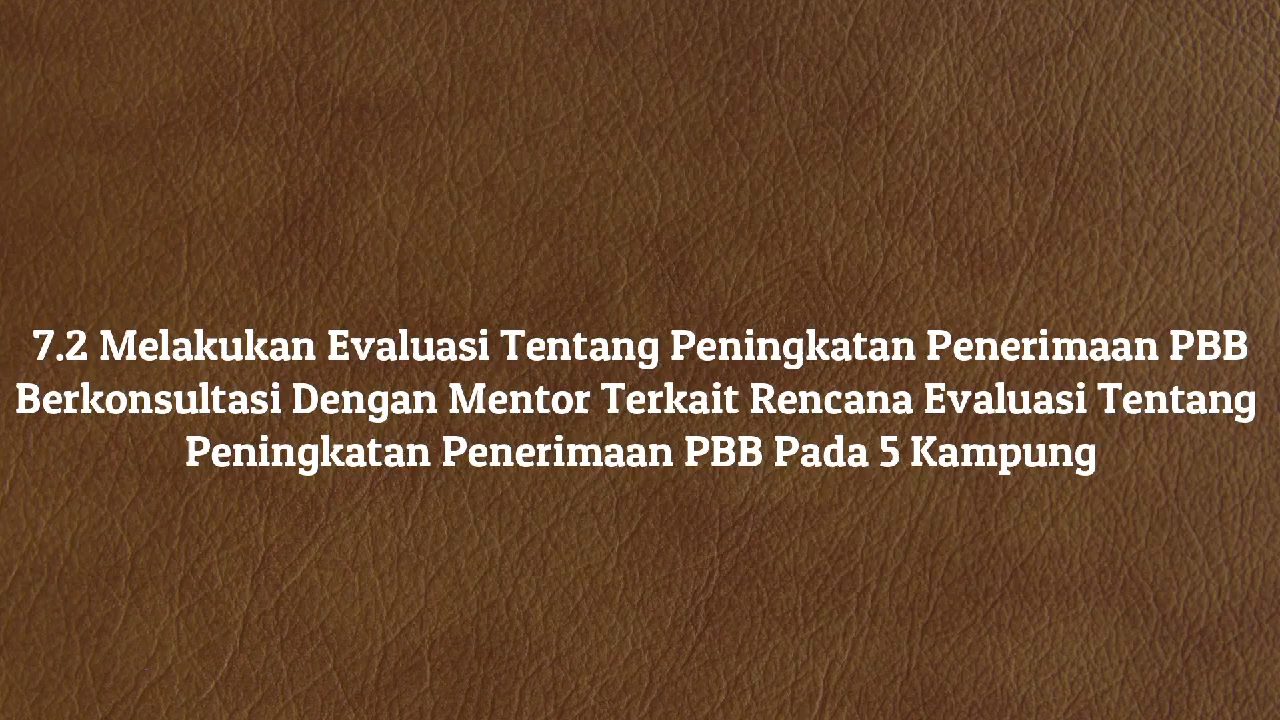 7.2 Melakukan Evaluasi Tentang Peningkatan Penerimaan PBB
Berkonsultasi Dengan Mentor Terkait Rencana Evaluasi Tentang
Peningkatan Penerimaan PBB Pada 5 Kampung